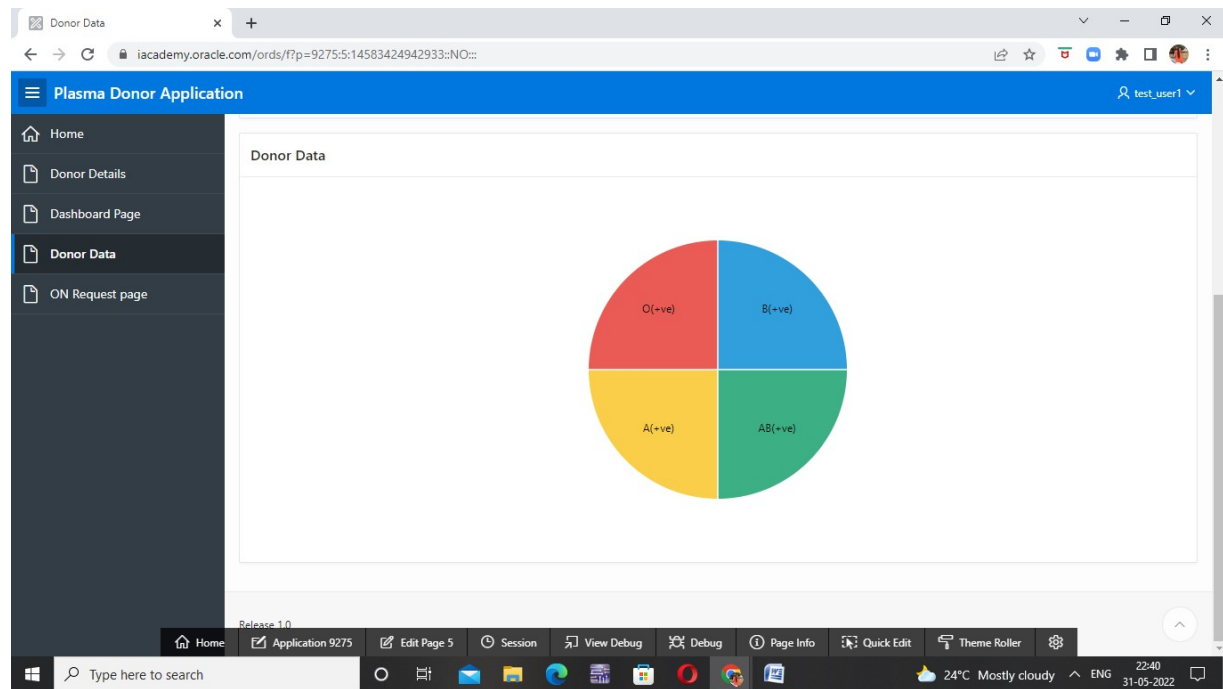 Donor Data
iacademy.oracle.com/ords/f?p=9275:5:14583424942933::NO:::
Plasma Donor Application
test_user1
Home
Donor Details
Dashboard Page
Donor Data
ON Request page
Donor Data
O(+ve) B(+ve)
A(+ve) AB(+ve)
Release 1.0
Home Application 9275 Edit Page 5 Session View Debug Debug Page Info Quick Edit Theme Roller
Type here to search
24°C Mostly cloudy ENG
22:40
31-05-2022